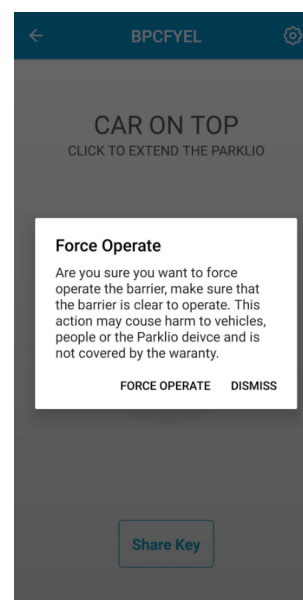 BPCFYEL
CAR ON TOP
CLICK TO EXTEND THE PARKLIO
Force Operate
Are you sure you want to force
operate the barrier, make sure that
the barrier is clear to operate. This
action may couse harm to vehicles,
people or the Parklio deivce and is
not covered by the waranty.
FORCE OPERATE DISMISS
Share Key